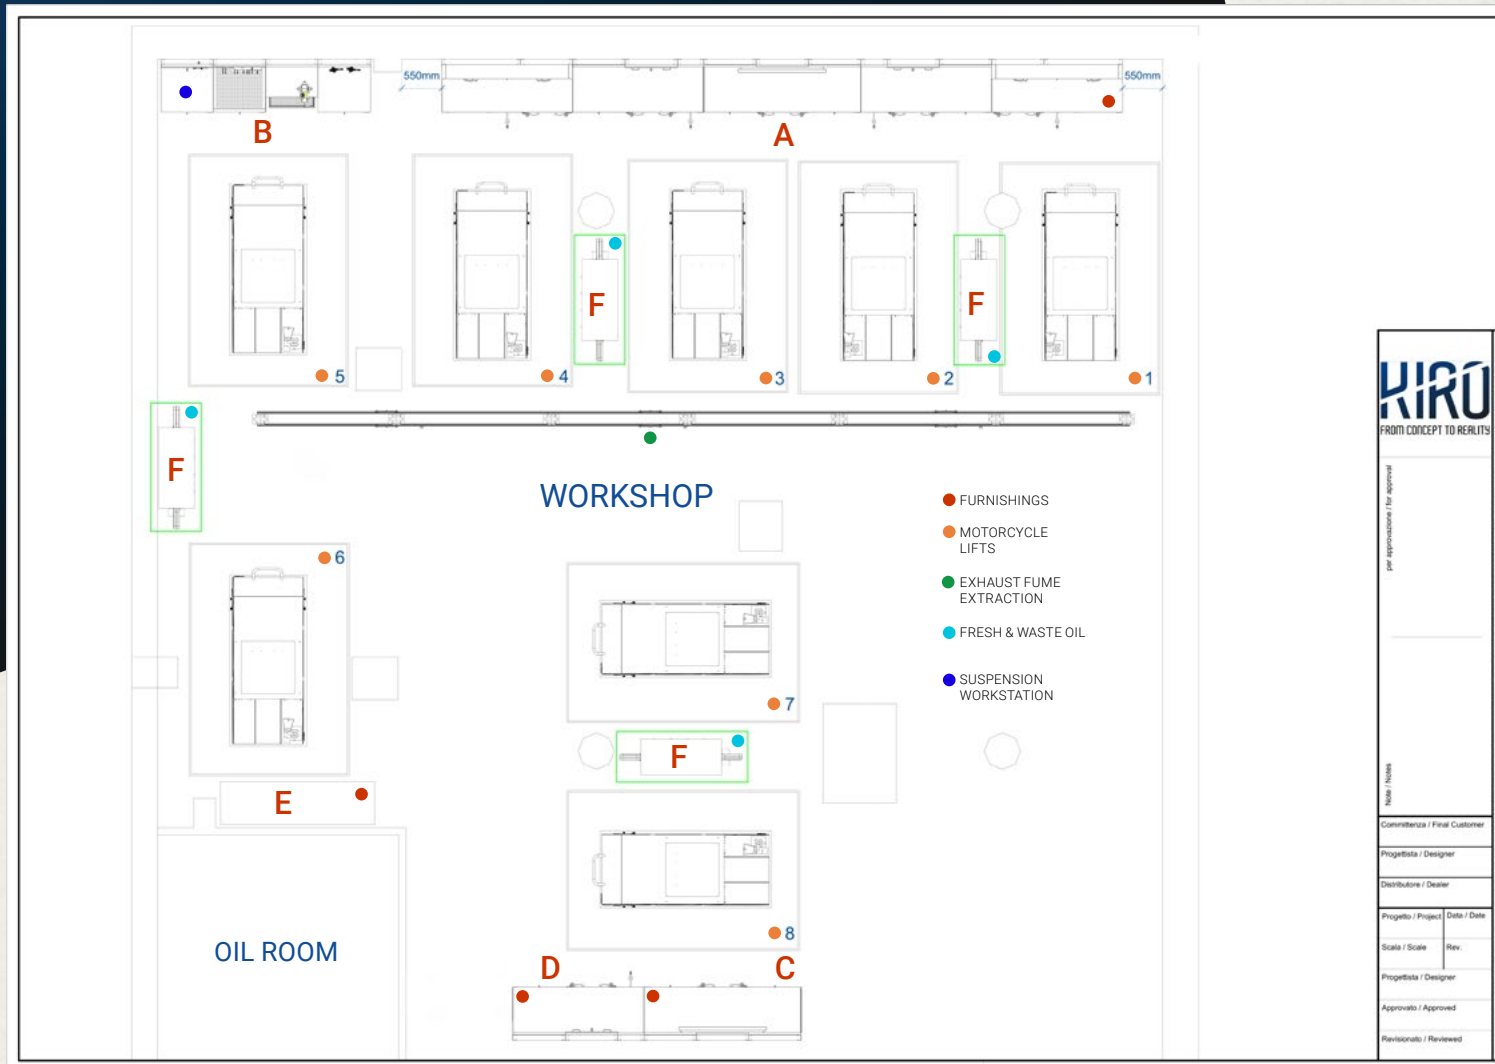 550mm
550mm
B
A
F
F
5
4
3
2
1
F
WORKSHOP
FURNISHINGS
MOTORCYCLE
LIFTS
EXHAUST FUME
EXTRACTION
FRESH & WASTE OIL
SUSPENSION
WORKSTATION
6
7
F
E
8
OIL ROOM
D
C
KIRO
FROM CONCEPT TO REALITY
per approvazione / for approval
Note / Notes
Committenza / Final Customer
Progettista / Designer
Distributore / Dealer
Progetto / Project
Data / Date
Scala / Scale
Rev.
Progettista / Designer
Approvato / Approved
Revisionato / Reviewed